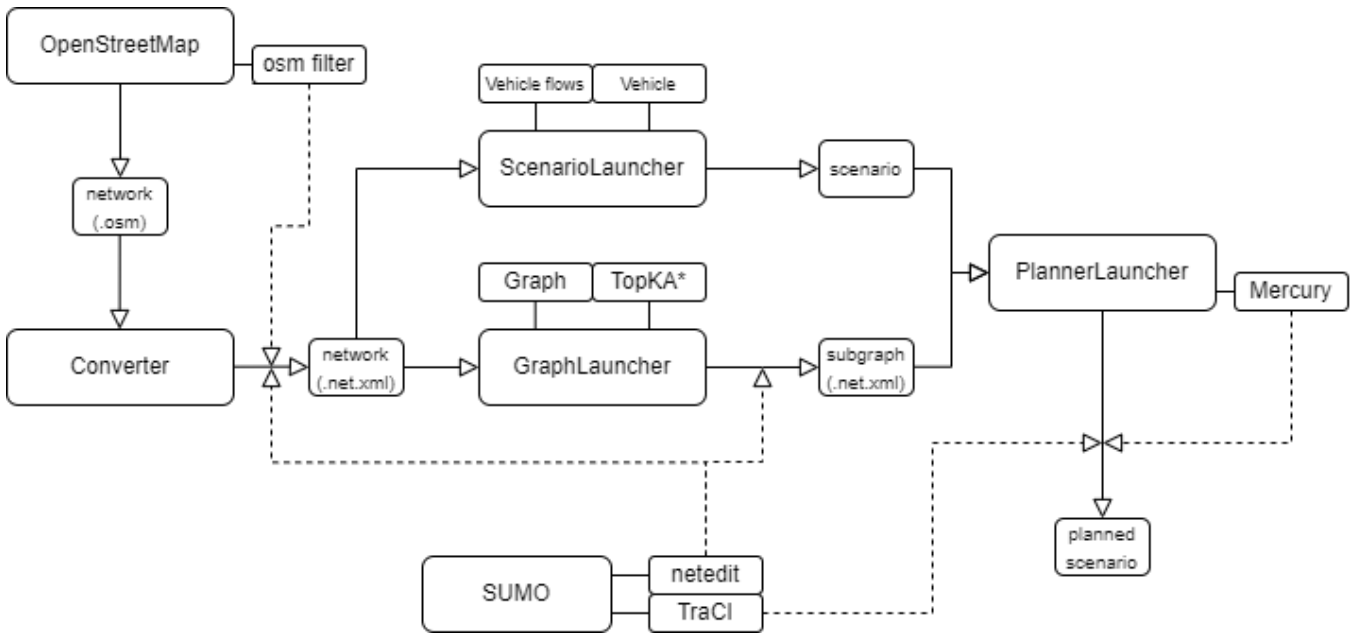 OpenStreetMap
osm filter
network
(.osm)
Converter
network
(.net.xml)
Vehicle flows
Vehicle
ScenarioLauncher
scenario
Graph
TopKA*
GraphLauncher
subgraph
(.net.xml)
PlannerLauncher
Mercury
planned
scenario
SUMO
netedit
TraCI